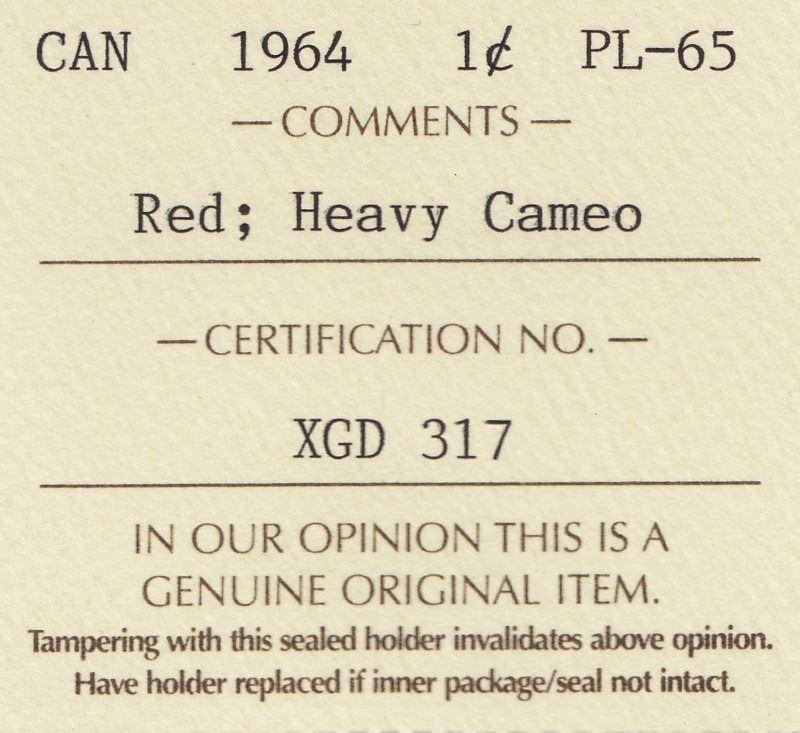 CAN 1964 1¢ PL-65
—COMMENTS—
Red; Heavy Cameo
—CERTIFICATION NO.—
XGD 317
IN OUR OPINION THIS IS A
GENUINE ORIGINAL ITEM.
Tampering with this sealed holder invalidates above opinion.
Have holder replaced if inner package/seal not intact.